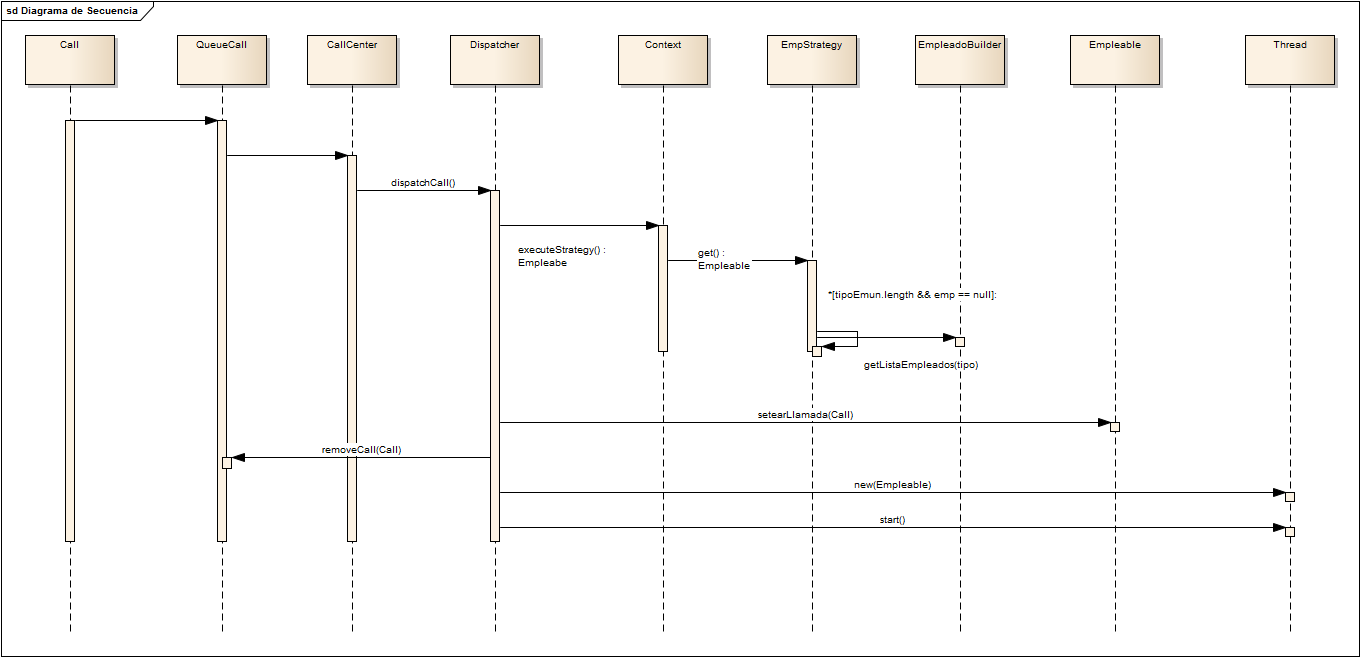 sd Diagrama de Secuencia
Call
QueueCall
CallCenter
Dispatcher
Context
EmpStrategy
EmpleadoBuilder
Empleable
Thread
dispatchCall()
executeStrategy() :
Empleabe
get() :
Empleable
*[tipoEmun.length && emp == null]:
getListaEmpleados(tipo)
setearLlamada(Call)
removeCall(Call)
new(Empleable)
start()